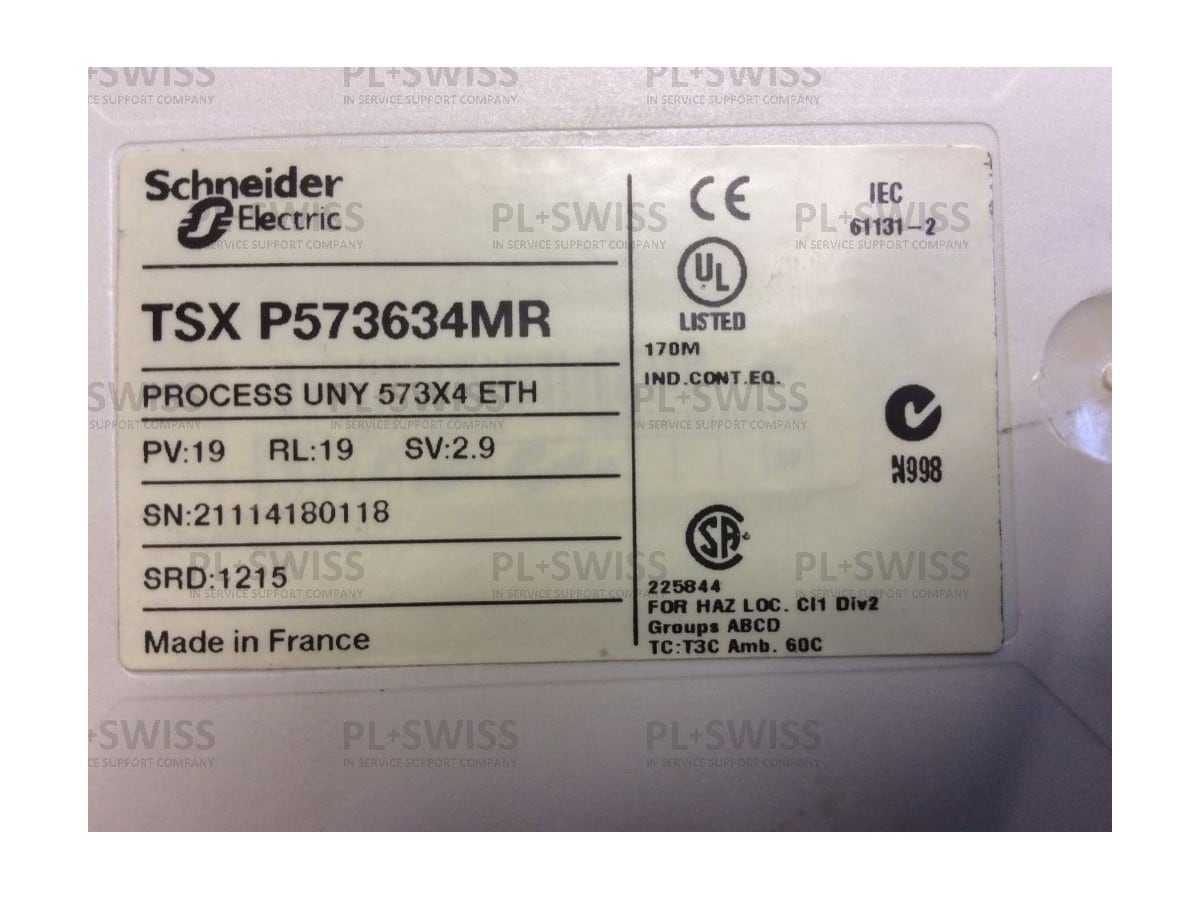 Schneider
Electric
TSX P573634MR
PROCESS UNY 573X4 ETH
PV:19 RL:19 SV:2.9
SN:21114180118
SRD:1215
Made in France
CE
IEC
61131-2
UL
LISTED
170M
IND.CONT.EQ.
N998
SA
225844
FOR HAZ LOC. Cl1 Div2
Groups ABCD
TC:T3C Amb. 60C
PL+SWISS
IN SERVICE SUPPORT COMPANY